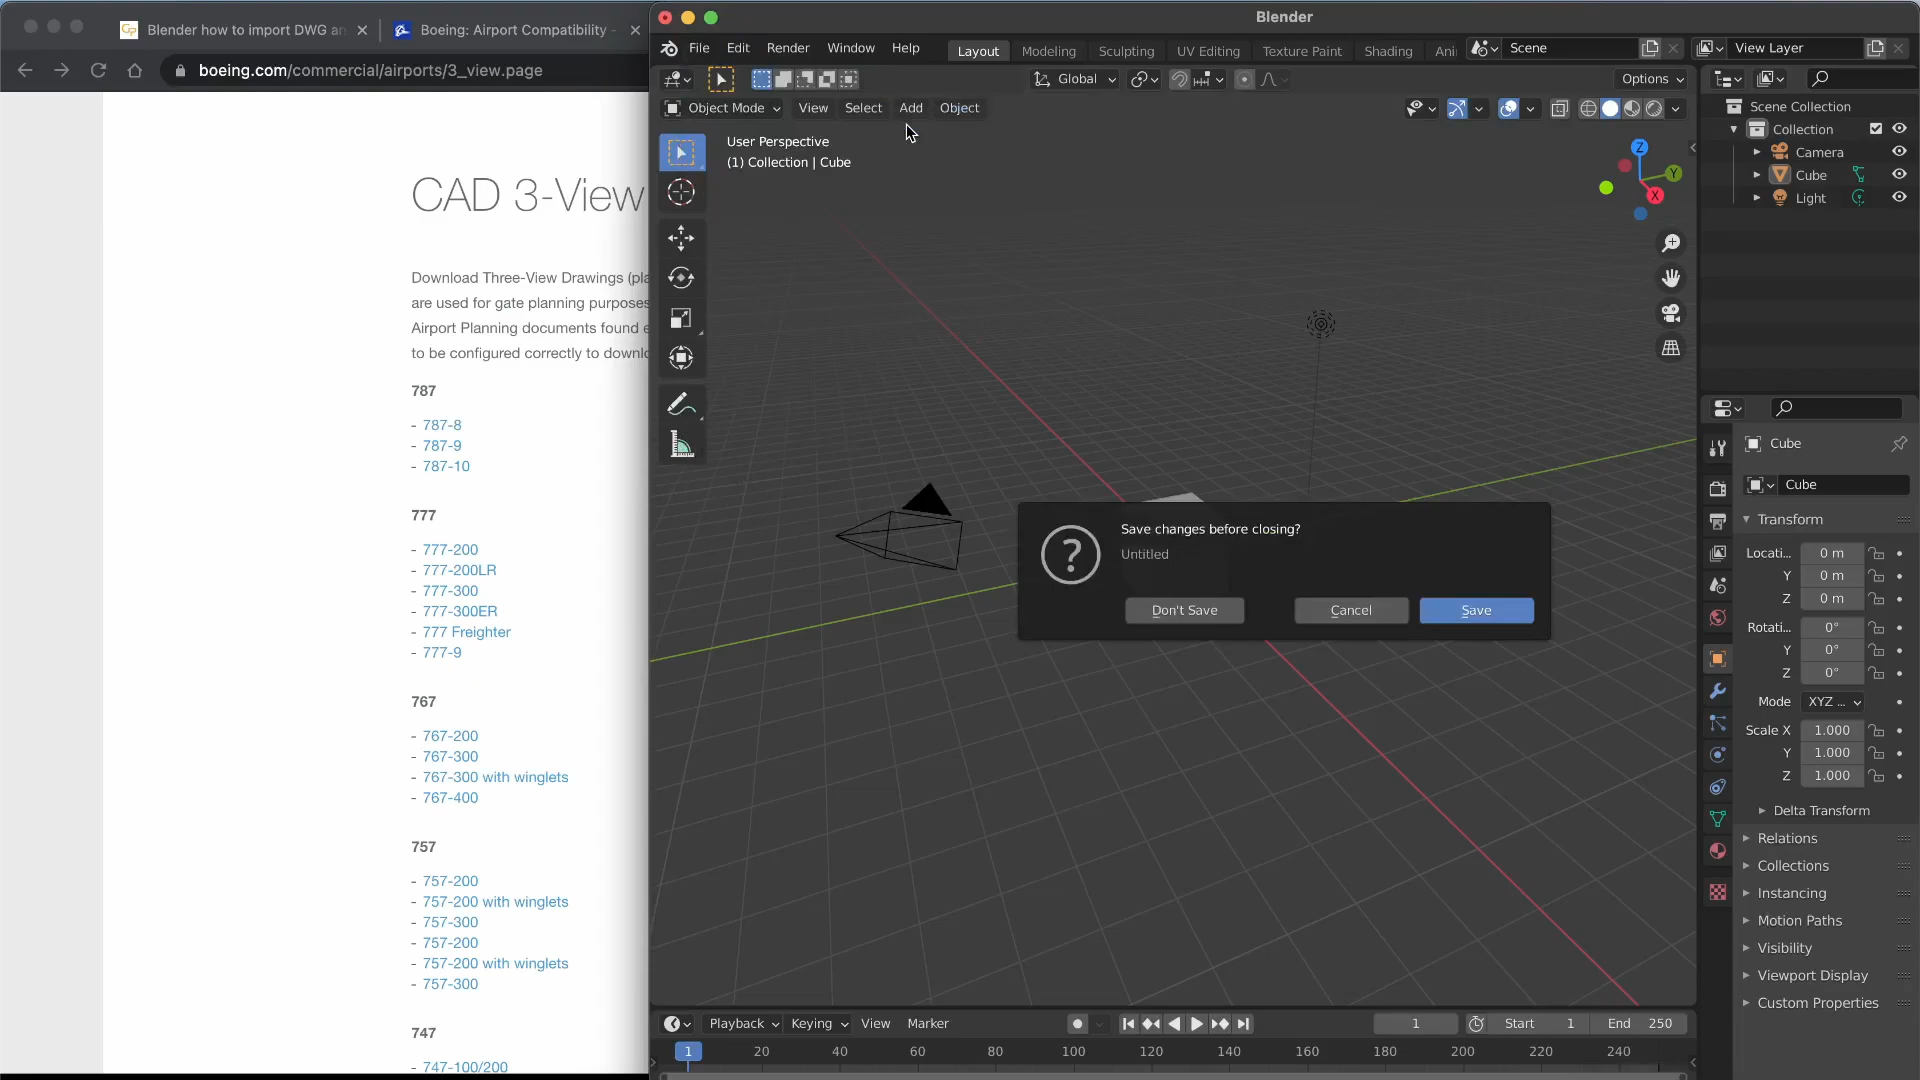 Blender how to import DWG an
Boeing: Airport Compatibility -
boeing.com/commercial/airports/3_view.page
CAD 3-View
Download Three-View Drawings (pla
are used for gate planning purposes
Airport Planning documents found e
to be configured correctly to downlo
787
- 787-8
- 787-9
- 787-10
777
- 777-200
- 777-200LR
- 777-300
- 777-300ER
- 777 Freighter
- 777-9
767
- 767-200
- 767-300
- 767-300 with winglets
- 767-400
757
- 757-200
- 757-200 with winglets
- 757-300
- 757-200
- 757-200 with winglets
- 757-300
747
- 747-100/200
Blender
File Edit Render Window Help Layout Modeling Sculpting UV Editing Texture Paint Shading Ani Scene View Layer
Global Options
Object Mode View Select Add Object
User Perspective
(1) Collection | Cube
Z
Y
X
Save changes before closing?
Untitled
Don't Save Cancel Save
Playback Keying View Marker 1 Start 1 End 250
1 20 40 60 80 100 120 140 160 180 200 220 240
Scene Collection
Collection
Camera
Cube
Light
Cube
Cube
Transform
Locati... 0 m
Y 0 m
Z 0 m
Rotati... 0°
Y 0°
Z 0°
Mode XYZ ...
Scale X 1.000
Y 1.000
Z 1.000
Delta Transform
Relations
Collections
Instancing
Motion Paths
Visibility
Viewport Display
Custom Properties